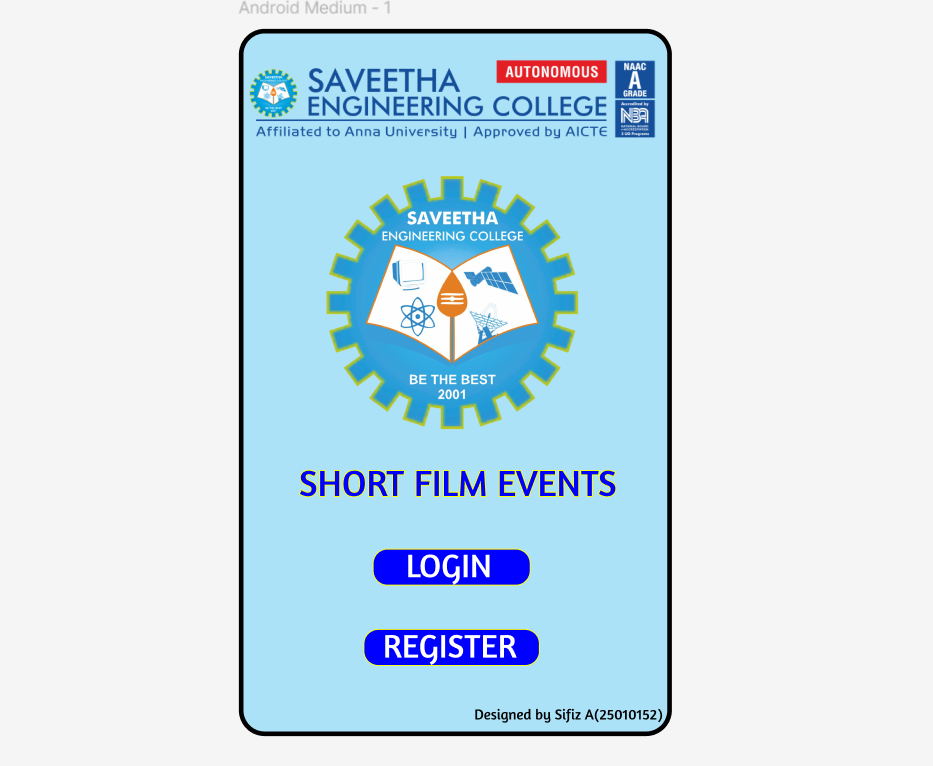 Android Medium - 1
SAVEETHA
AUTONOMOUS
ENGINEERING COLLEGE
Affiliated to Anna University | Approved by AICTE
NAAC
A
GRADE
Accredited by
NBA
SAVEETHA
ENGINEERING COLLEGE
BE THE BEST
2001
SHORT FILM EVENTS
LOGIN
REGISTER
Designed by Sifiz A(25010152)